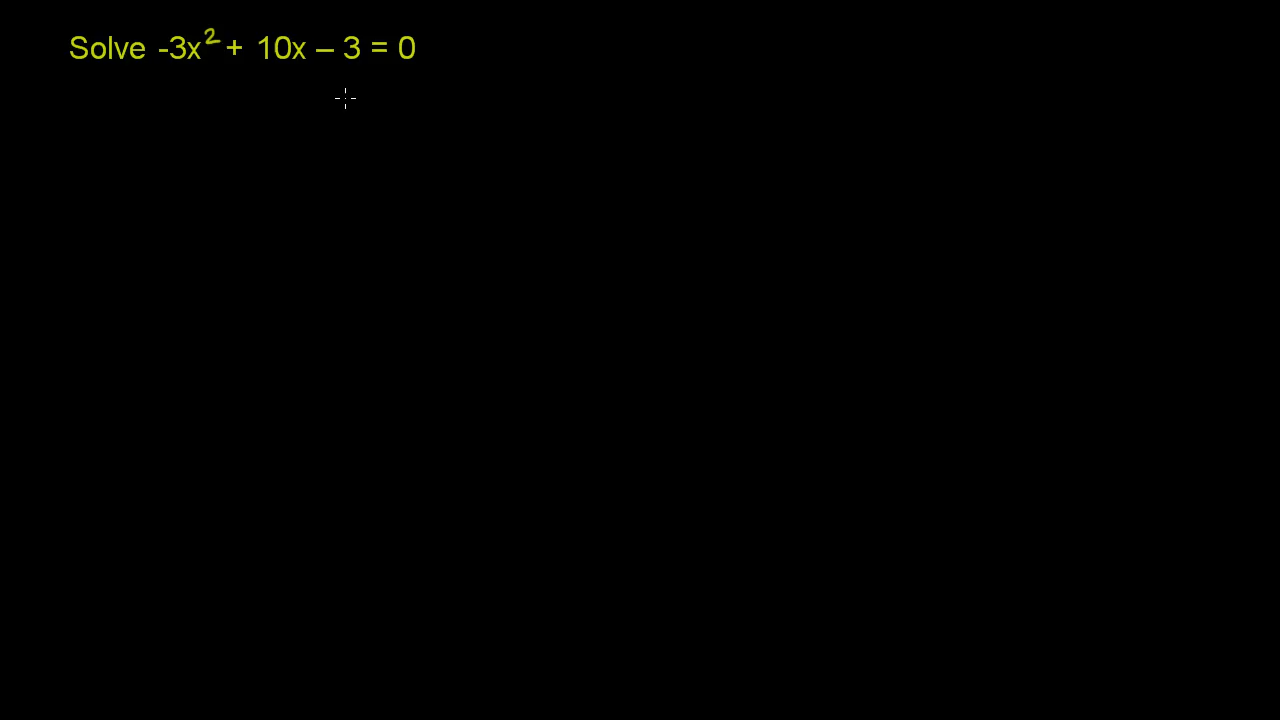 Solve -3x² + 10x – 3 = 0